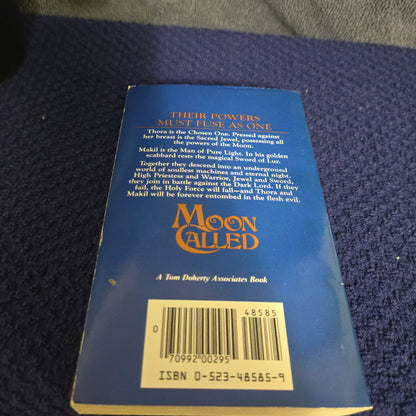 THEIR POWERS
MUST FUSE AS ONE
Thora is the Chosen One. Pressed against
her breast is the Sacred Jewel, possessing all
the powers of the Moon.
Makil is the Man of Pure Light. In his golden
scabbard rests the magical Sword of Lur.
Together they descend into an underground
world of soulless machines and eternal night.
High Priestess and Warrior, Jewel and Sword,
they join in battle against the Dark Lord. If they
fail, the Holy Force will fall—and Thora and
Makil will be forever entombed in the flesh evil.
MOON
CALLED
A Tom Doherty Associates Book
48585
0
70992 00295
ISBN 0-523-48585-9